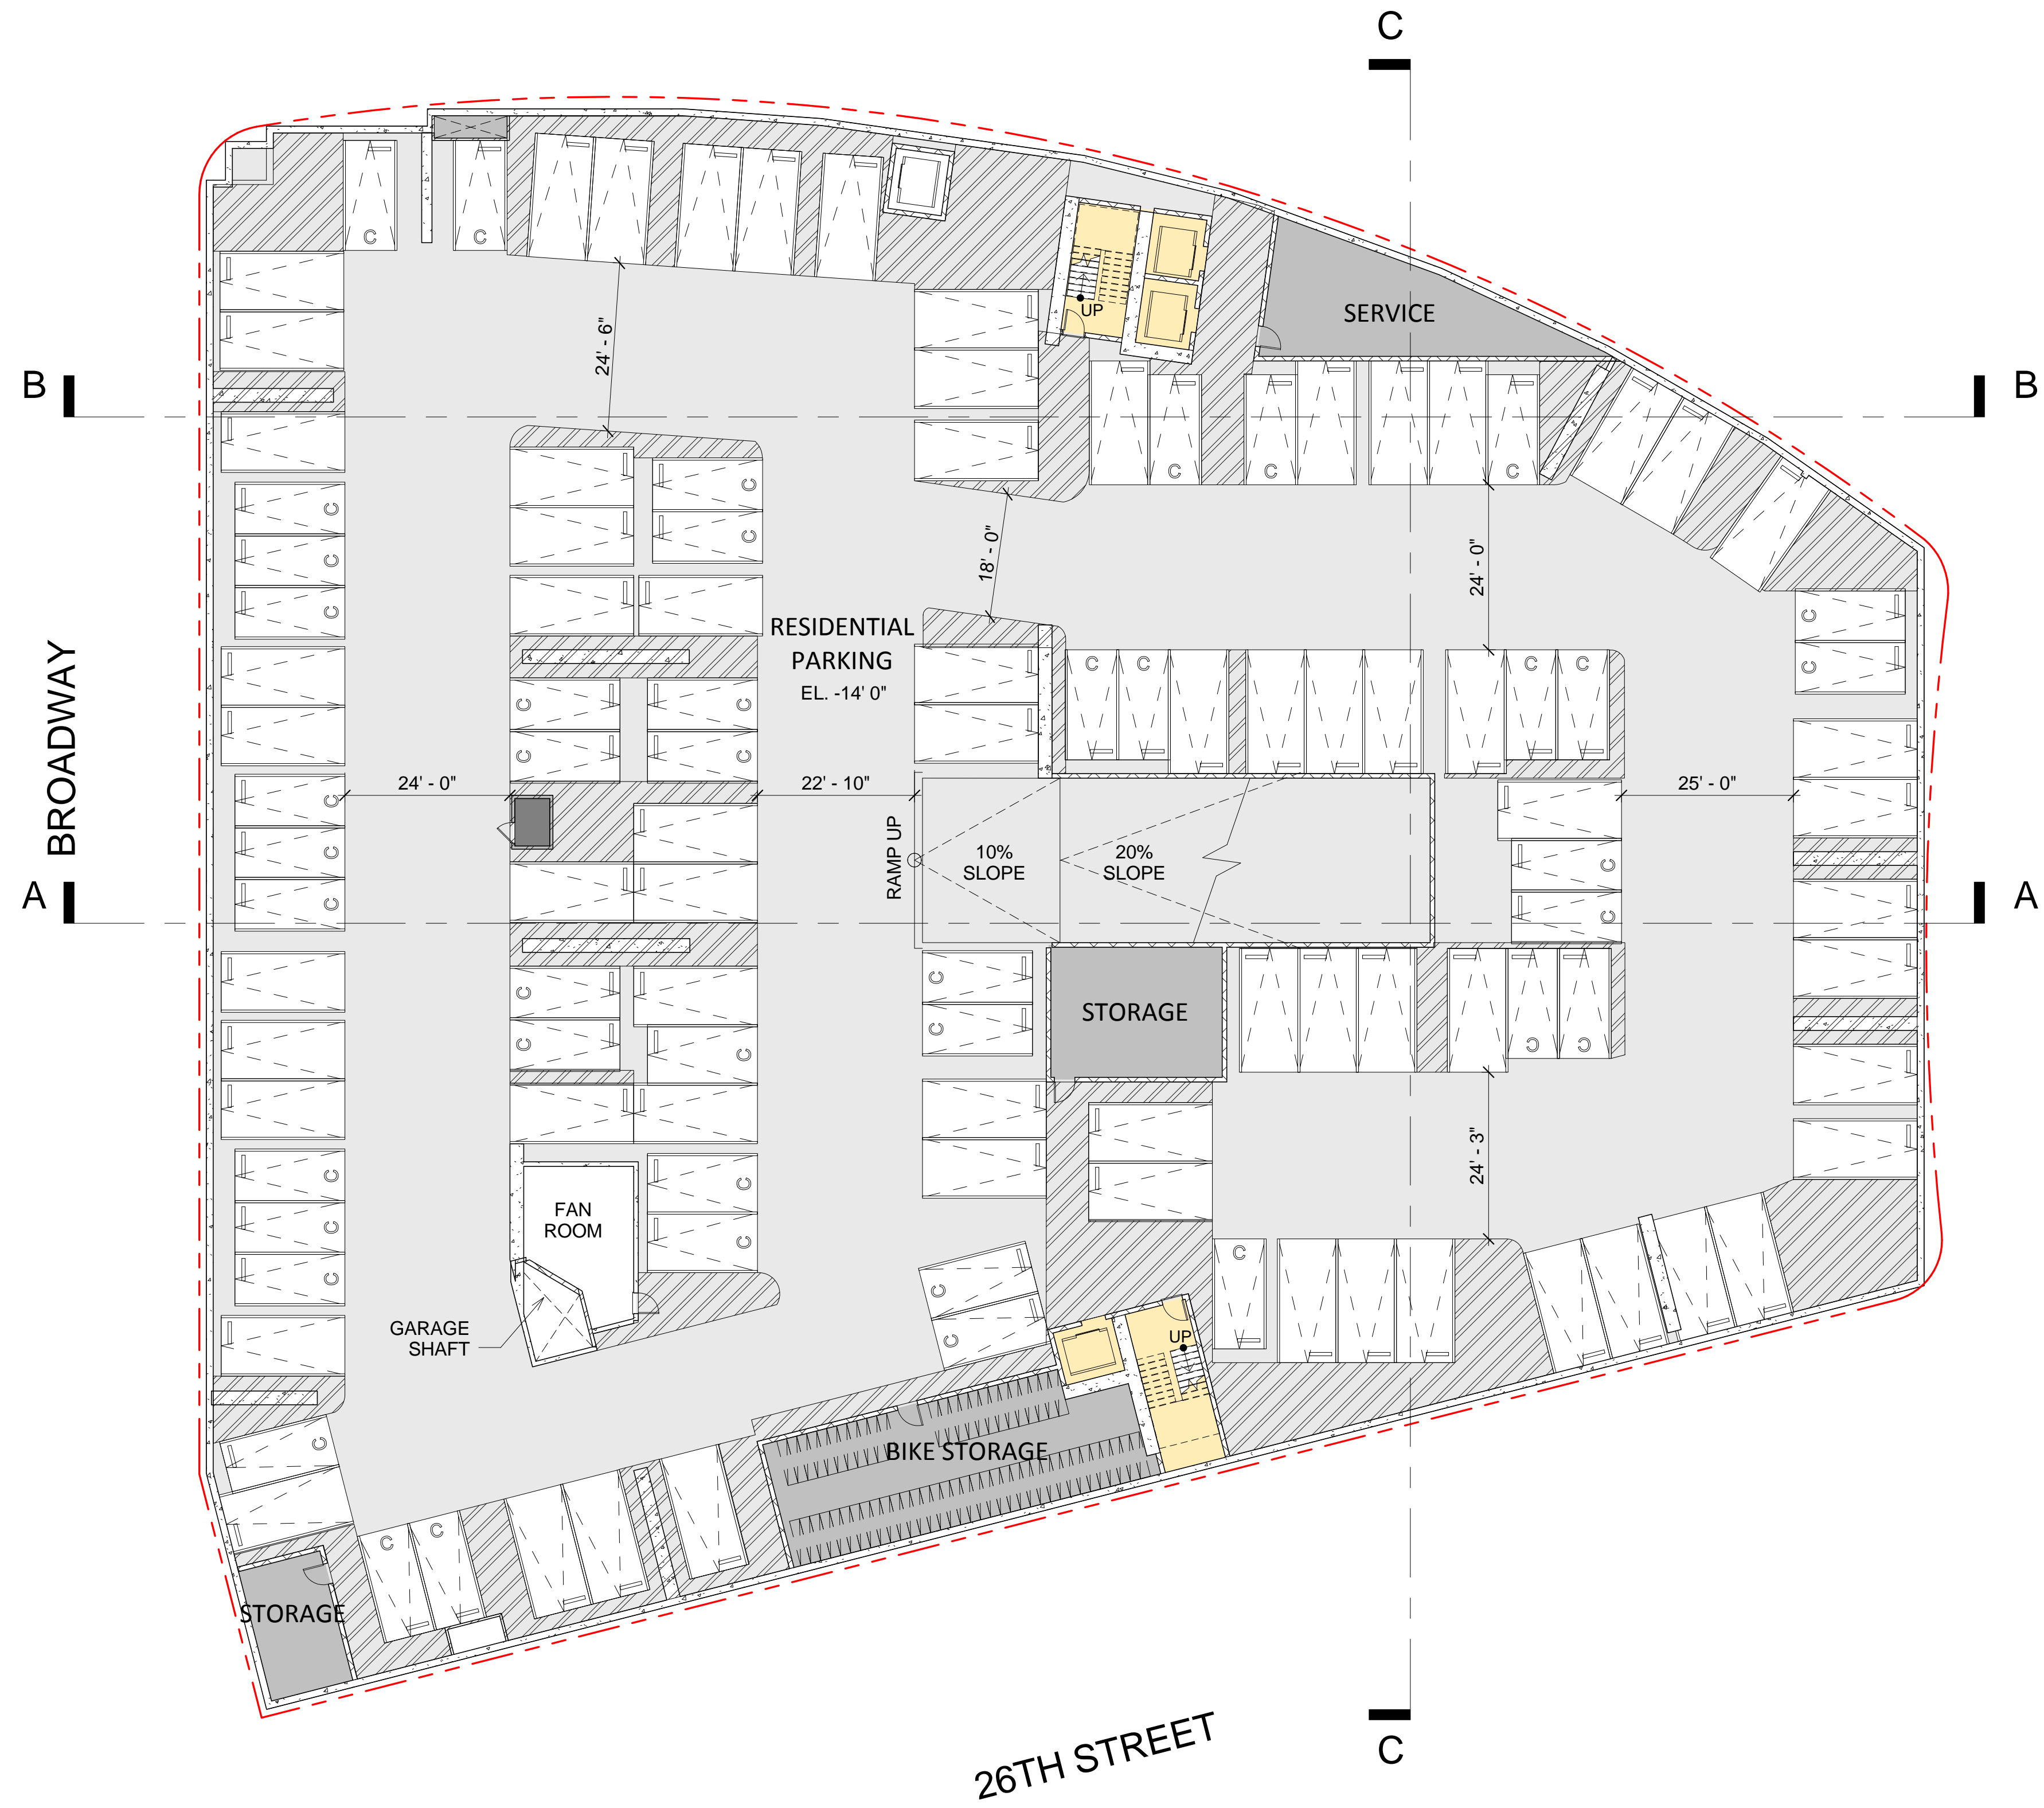 C
B
B
UP
SERVICE
24' - 6"
C
C
C
C
C
C
C
C
C
C
C
18' - 0"
24' - 0"
RESIDENTIAL
PARKING
EL. -14' 0"
C
C
C
C
C
C
C
C
C
C
BROADWAY
24' - 0"
22' - 10"
25' - 0"
C
C
C
RAMP UP
10%
SLOPE
20%
SLOPE
C
C
A
A
C
C
C
C
STORAGE
C
C
C
24' - 3"
C
C
C
FAN
ROOM
C
C
GARAGE
SHAFT
C
C
C
UP
C
BIKE STORAGE
C
C
STORAGE
26TH STREET
C